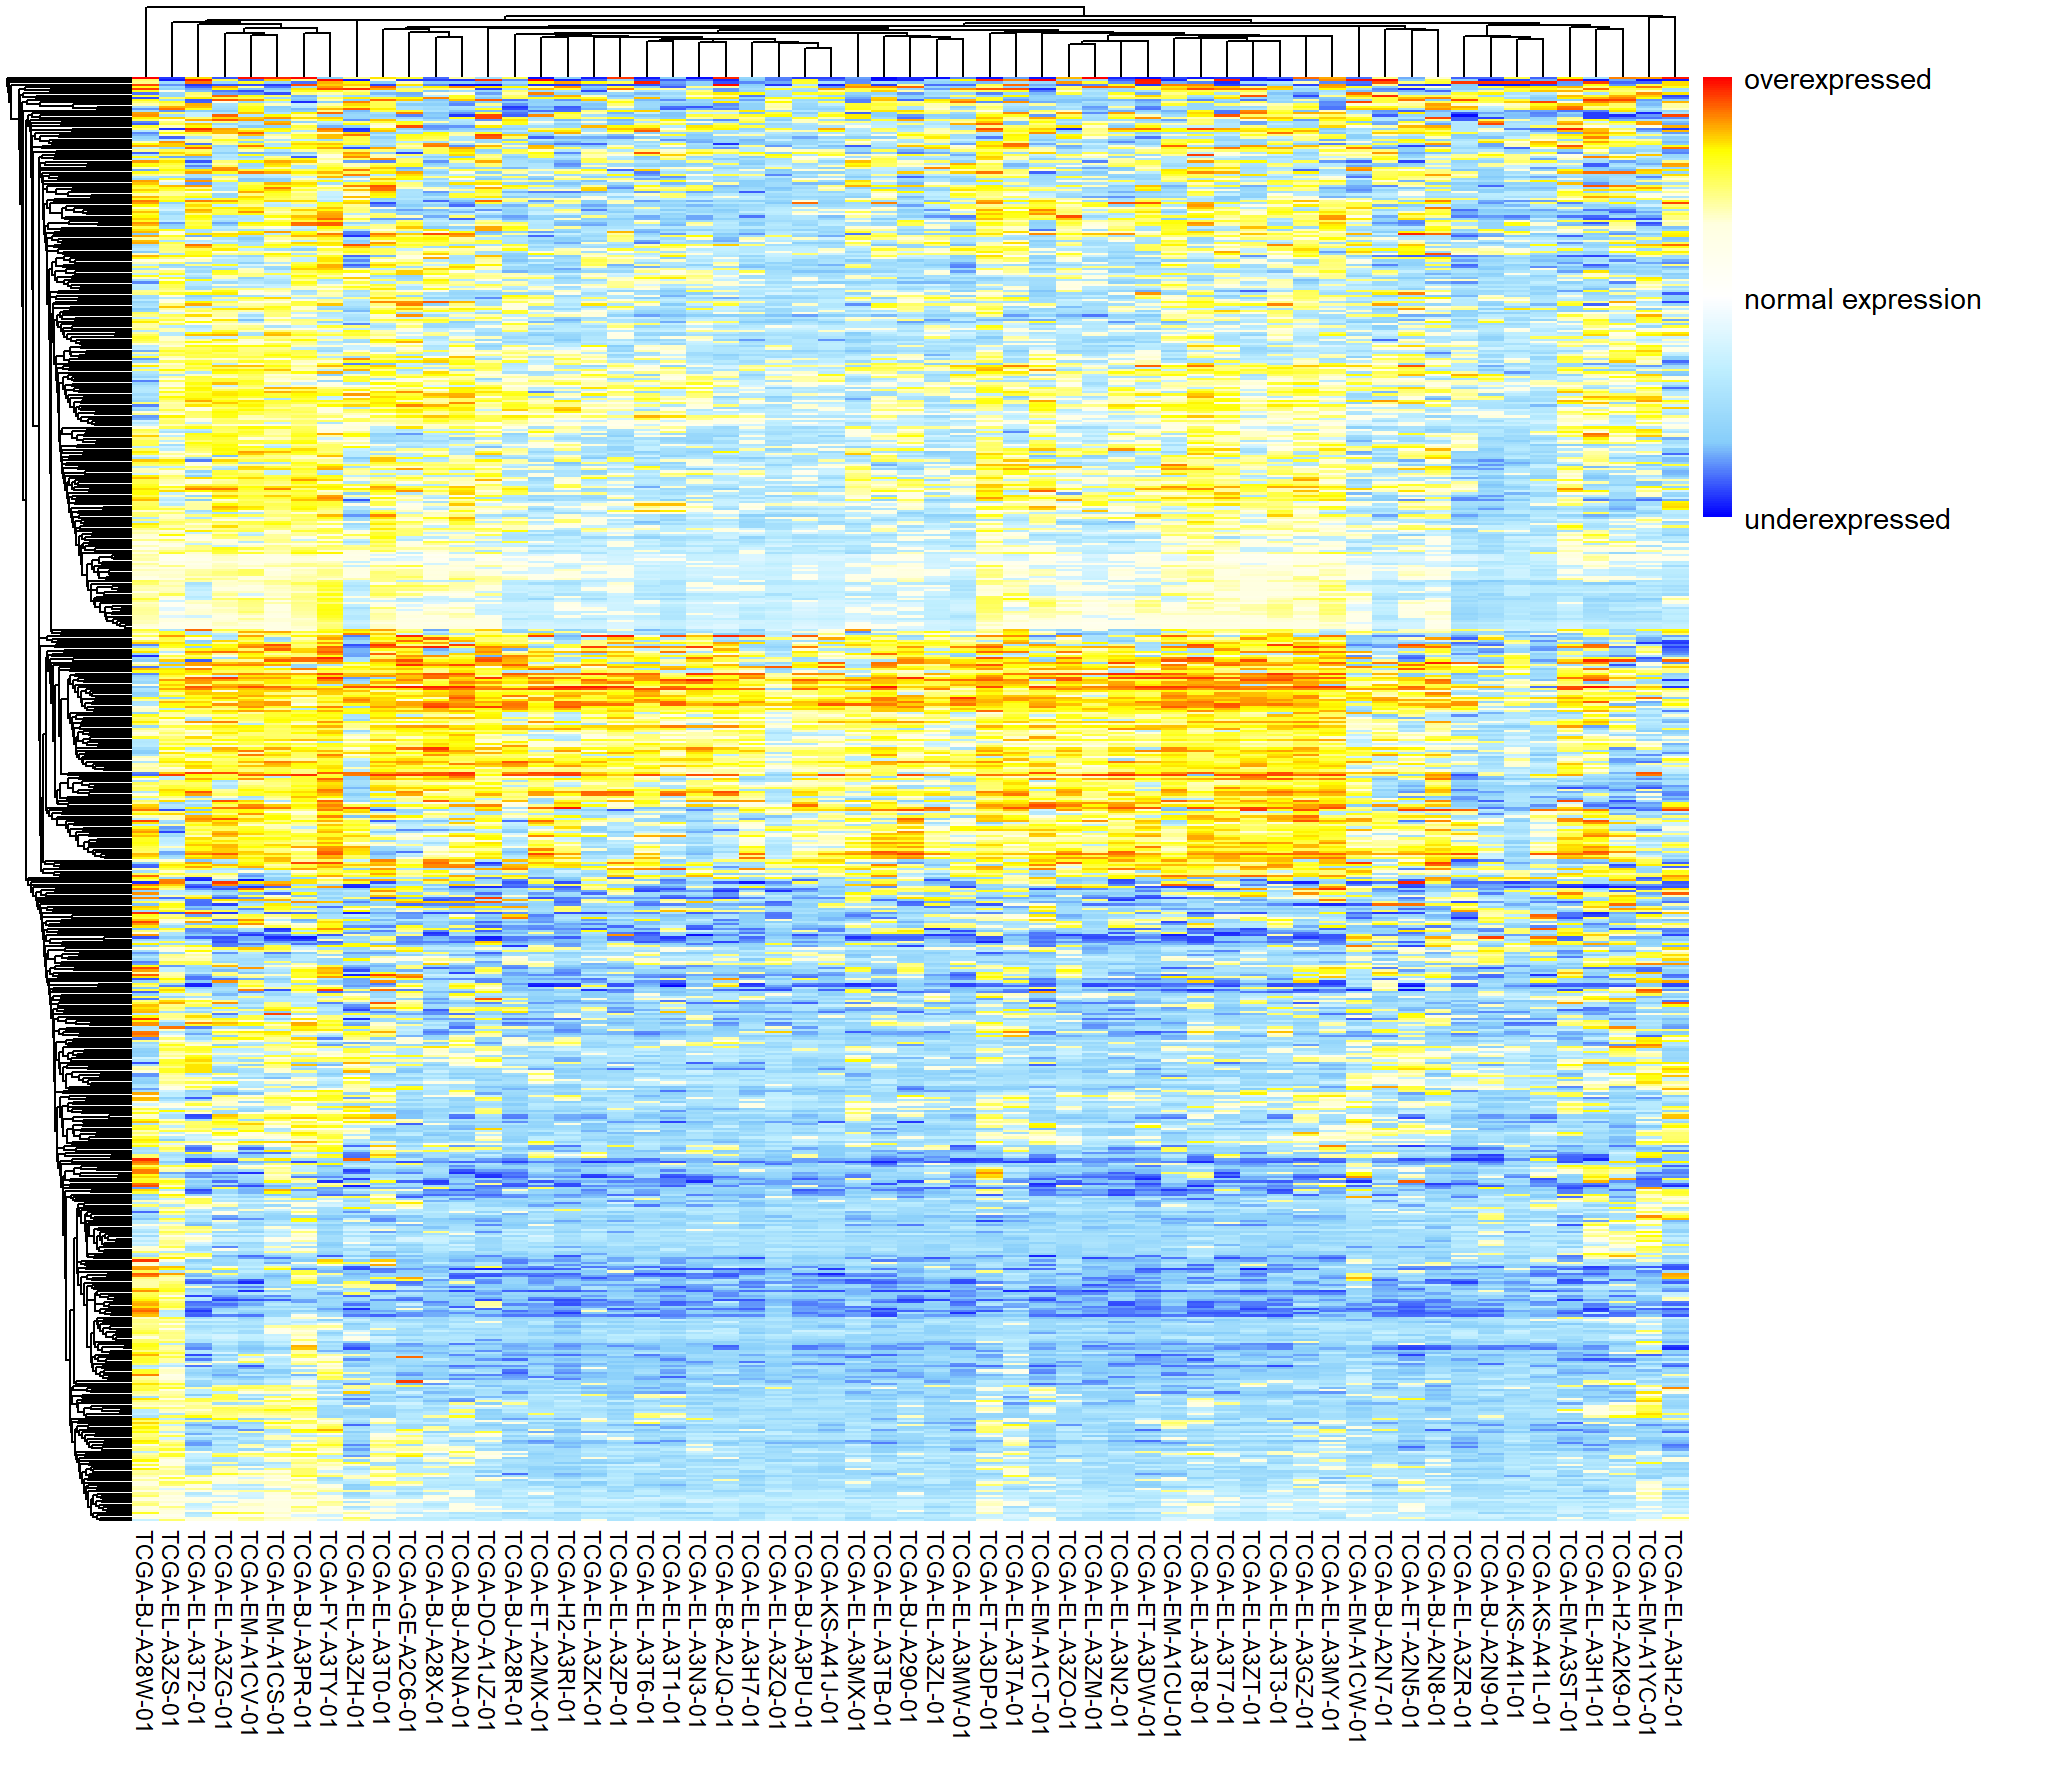 overexpressed
normal expression
underexpressed
TCGA-BJ-A28W-01
TCGA-EL-A3ZS-01
TCGA-EL-A3T2-01
TCGA-EL-A3ZG-01
TCGA-EM-A1CV-01
TCGA-EM-A1CS-01
TCGA-BJ-A3PR-01
TCGA-FY-A3TY-01
TCGA-EL-A3ZH-01
TCGA-EL-A3T0-01
TCGA-GE-A2C6-01
TCGA-BJ-A28X-01
TCGA-BJ-A2NA-01
TCGA-DO-A1JZ-01
TCGA-BJ-A28R-01
TCGA-ET-A2MX-01
TCGA-H2-A3RI-01
TCGA-EL-A3ZK-01
TCGA-EL-A3ZP-01
TCGA-EL-A3T6-01
TCGA-EL-A3T1-01
TCGA-EL-A3N3-01
TCGA-E8-A2JQ-01
TCGA-EL-A3H7-01
TCGA-EL-A3ZQ-01
TCGA-BJ-A3PU-01
TCGA-KS-A41J-01
TCGA-EL-A3MX-01
TCGA-EL-A3TB-01
TCGA-BJ-A290-01
TCGA-EL-A3ZL-01
TCGA-EL-A3MW-01
TCGA-ET-A3DP-01
TCGA-EL-A3TA-01
TCGA-EM-A1CT-01
TCGA-EL-A3ZO-01
TCGA-EL-A3ZM-01
TCGA-EL-A3N2-01
TCGA-ET-A3DW-01
TCGA-EM-A1CU-01
TCGA-EL-A3T8-01
TCGA-EL-A3T7-01
TCGA-EL-A3ZT-01
TCGA-EL-A3T3-01
TCGA-EL-A3GZ-01
TCGA-EL-A3MY-01
TCGA-EM-A1CW-01
TCGA-BJ-A2N7-01
TCGA-ET-A2N5-01
TCGA-BJ-A2N8-01
TCGA-EL-A3ZR-01
TCGA-BJ-A2N9-01
TCGA-KS-A41I-01
TCGA-KS-A41L-01
TCGA-EM-A3ST-01
TCGA-EL-A3H1-01
TCGA-H2-A2K9-01
TCGA-EM-A1YC-01
TCGA-EL-A3H2-01